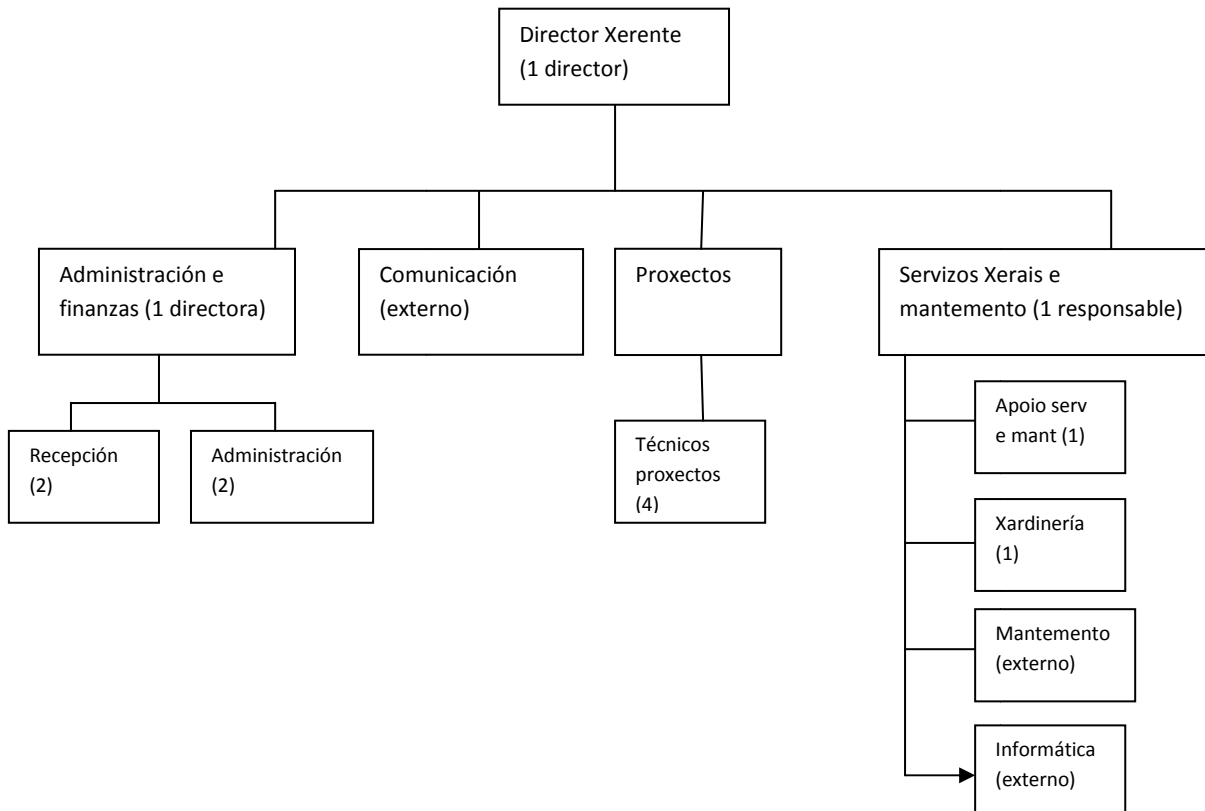 Director Xerente
(1 director)
Administración e
finanzas (1 directora)
Comunicación
(externo)
Proxectos
Servizos Xerais e
mantemento (1 responsable)
Recepción
(2)
Administración
(2)
Técnicos
proxectos
(4)
Apoio serv
e mant (1)
Xardinería
(1)
Mantemento
(externo)
Informática
(externo)